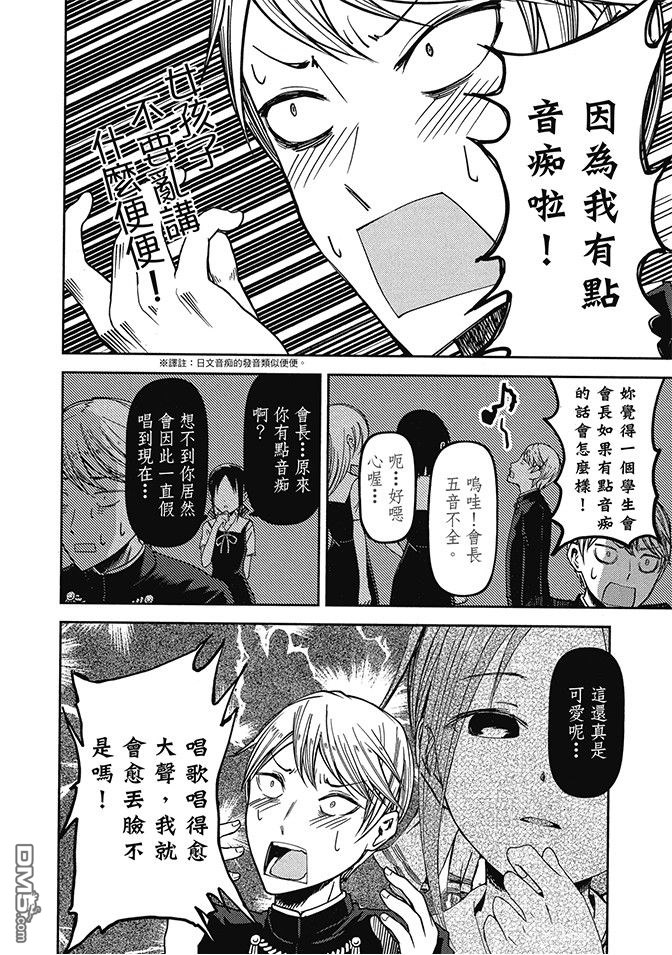 因為我有點
音痴啦！
女孩子
不要亂講
什麼便便！
※譯註：日文音痴的發音類似便便。
妳覺得一個學生會
會長如果有點音痴
的話會怎麼樣！
嗚哇！會長
五音不全。
呃…好噁
心喔…
會長…原來
你有點音痴
啊？
想不到你居然
會因此一直假
唱到現在…
這還真是
可愛呢…
唱歌唱得愈
大聲，我就
會愈丟臉不
是嗎！
DM5